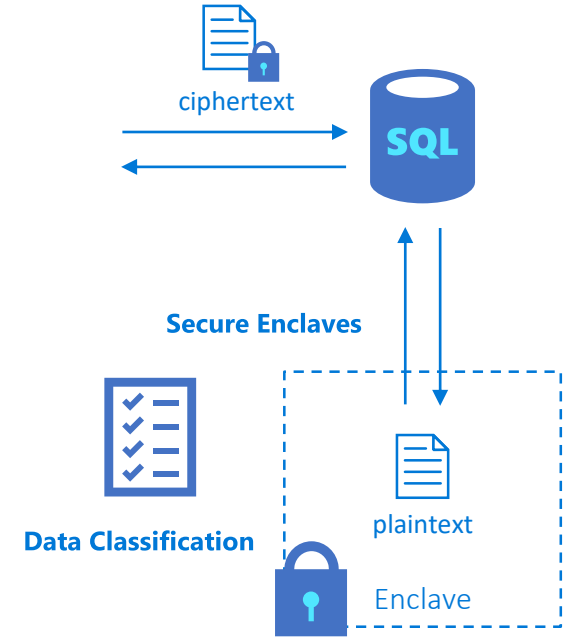 ciphertext
SQL
Secure Enclaves
plaintext
Data Classification
Enclave